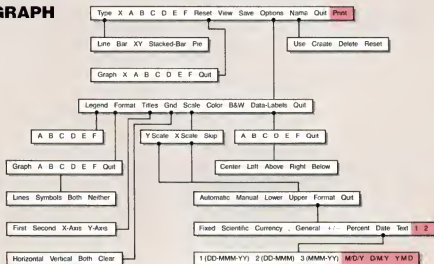 GRAPH
Type X A B C D E F Reset View Save Options Name Quit Print
Line Bar XY Stacked-Bar Pie
Use Create Delete Reset
Graph X A B C D E F Quit
Legend Format Titles Grid Scale Color B&W Data-Labels Quit
A B C D E F
Y Scale X Scale Skip
A B C D E F Quit
Graph A B C D E F Quit
Center Left Above Right Below
Lines Symbols Both Neither
Automatic Manual Lower Upper Format Quit
First Second X-Axis Y-Axis
Fixed Scientific Currency , General +/- Percent Date Text 1 2
Horizontal Vertical Both Clear
1 (DD-MMM-YY) 2 (DD-MMM) 3 (MMM-YY) M/D/Y D/M/Y Y-M-D